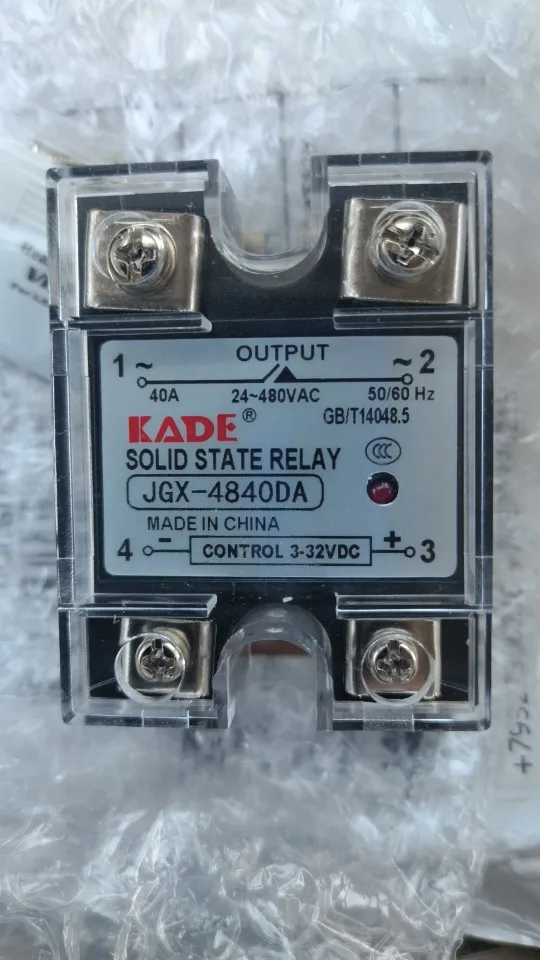 OUTPUT
1 ~ ~ 2
40A 24~480VAC 50/60 Hz
KADE ® GB/T14048.5
SOLID STATE RELAY CCC
JGX-4840DA
MADE IN CHINA
4 - CONTROL 3-32VDC + 3